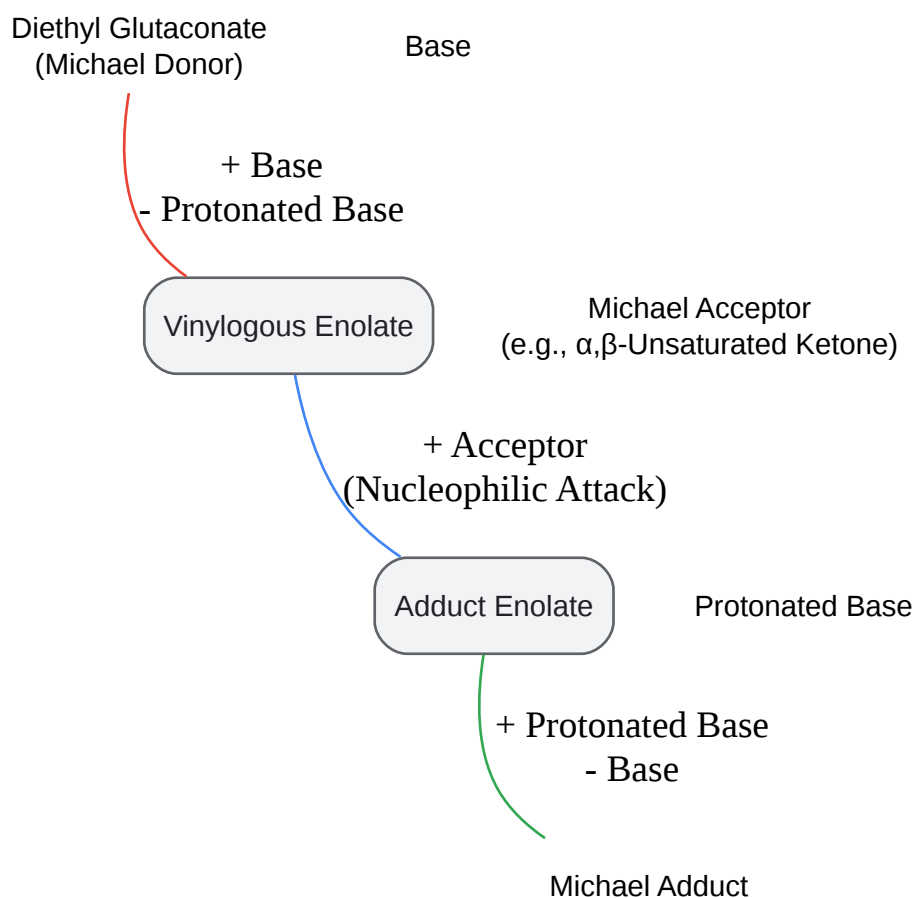 Diethyl Glutaconate
(Michael Donor)
Base
+ Base
- Protonated Base
Vinylogous Enolate
Michael Acceptor
(e.g., α,β-Unsaturated Ketone)
+ Acceptor
(Nucleophilic Attack)
Adduct Enolate
Protonated Base
+ Protonated Base
- Base
Michael Adduct